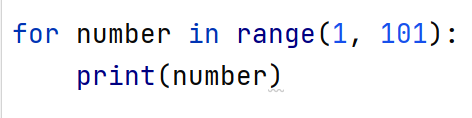 for number in range(1, 101):
    print(number)